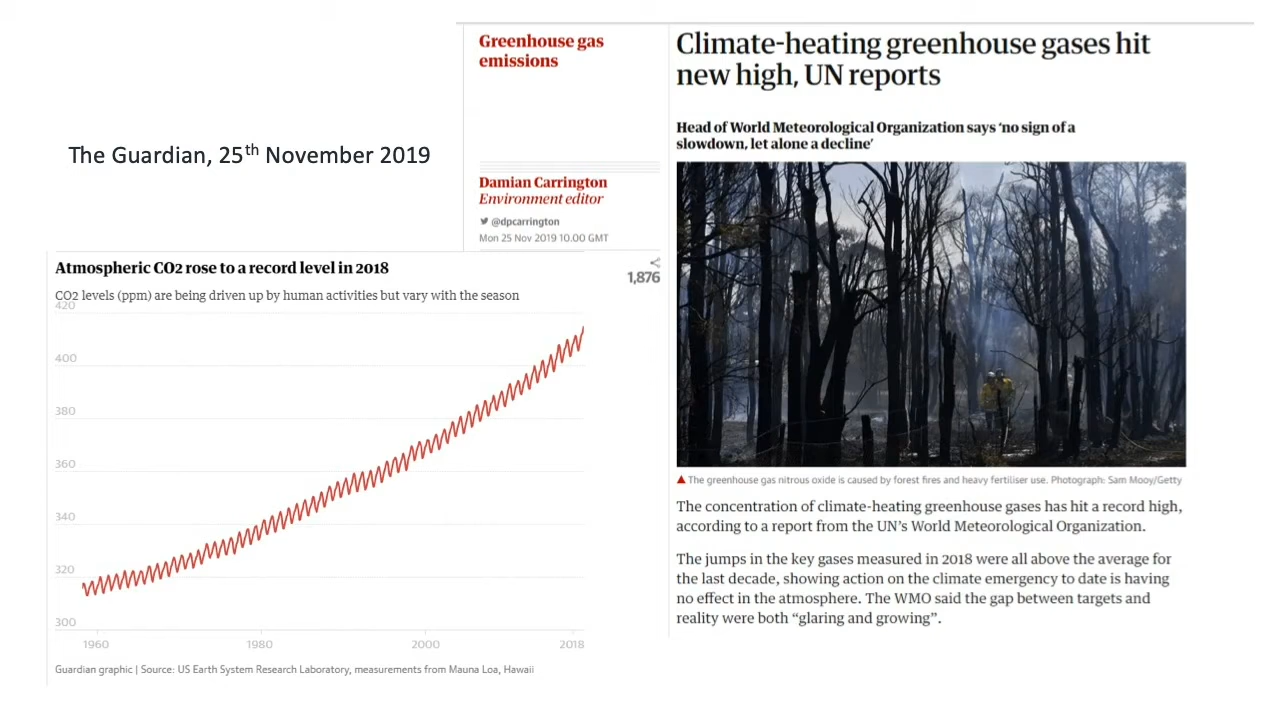 The Guardian, 25th November 2019
Greenhouse gas
emissions
Damian Carrington
Environment editor
@dpcarrington
Mon 25 Nov 2019 10.00 GMT
1,876
Climate-heating greenhouse gases hit
new high, UN reports
Head of World Meteorological Organization says ‘no sign of a
slowdown, let alone a decline’
The greenhouse gas nitrous oxide is caused by forest fires and heavy fertiliser use. Photograph: Sam Mooy/Getty
The concentration of climate-heating greenhouse gases has hit a record high,
according to a report from the UN’s World Meteorological Organization.
The jumps in the key gases measured in 2018 were all above the average for
the last decade, showing action on the climate emergency to date is having
no effect in the atmosphere. The WMO said the gap between targets and
reality were both “glaring and growing”.
Atmospheric CO2 rose to a record level in 2018
CO2 levels (ppm) are being driven up by human activities but vary with the season
420
400
380
360
340
320
300
1960 1980 2000 2018
Guardian graphic | Source: US Earth System Research Laboratory, measurements from Mauna Loa, Hawaii